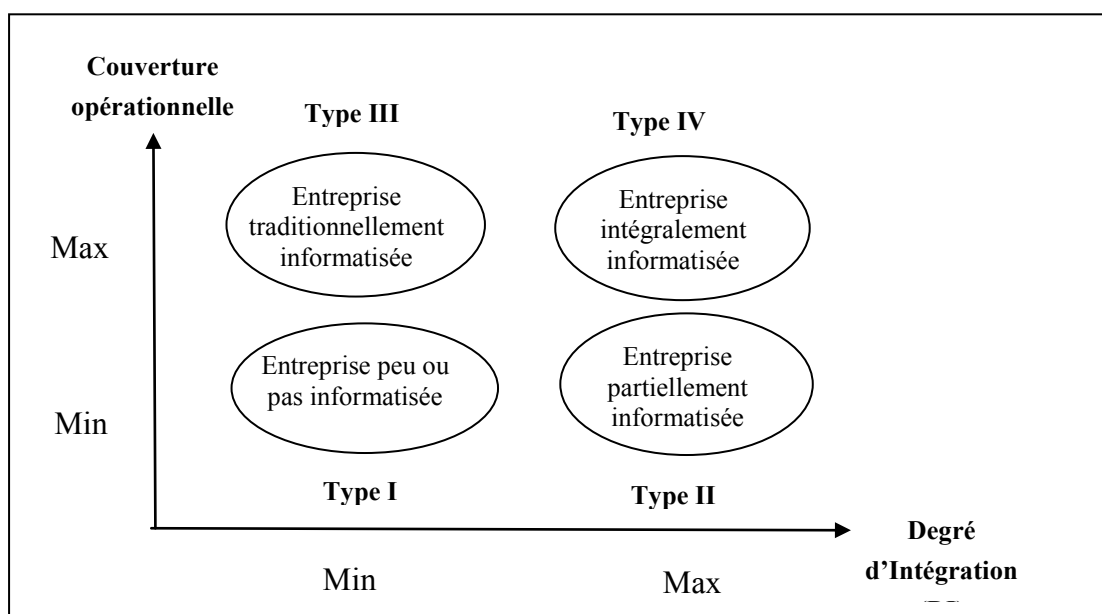 Couverture
opérationnelle
Type III
Type IV
Entreprise
traditionnellement
informatisée
Entreprise
intégralement
informatisée
Max
Entreprise peu ou
pas informatisée
Entreprise
partiellement
informatisée
Min
Type I
Type II
Degré
d’Intégration
Min
Max